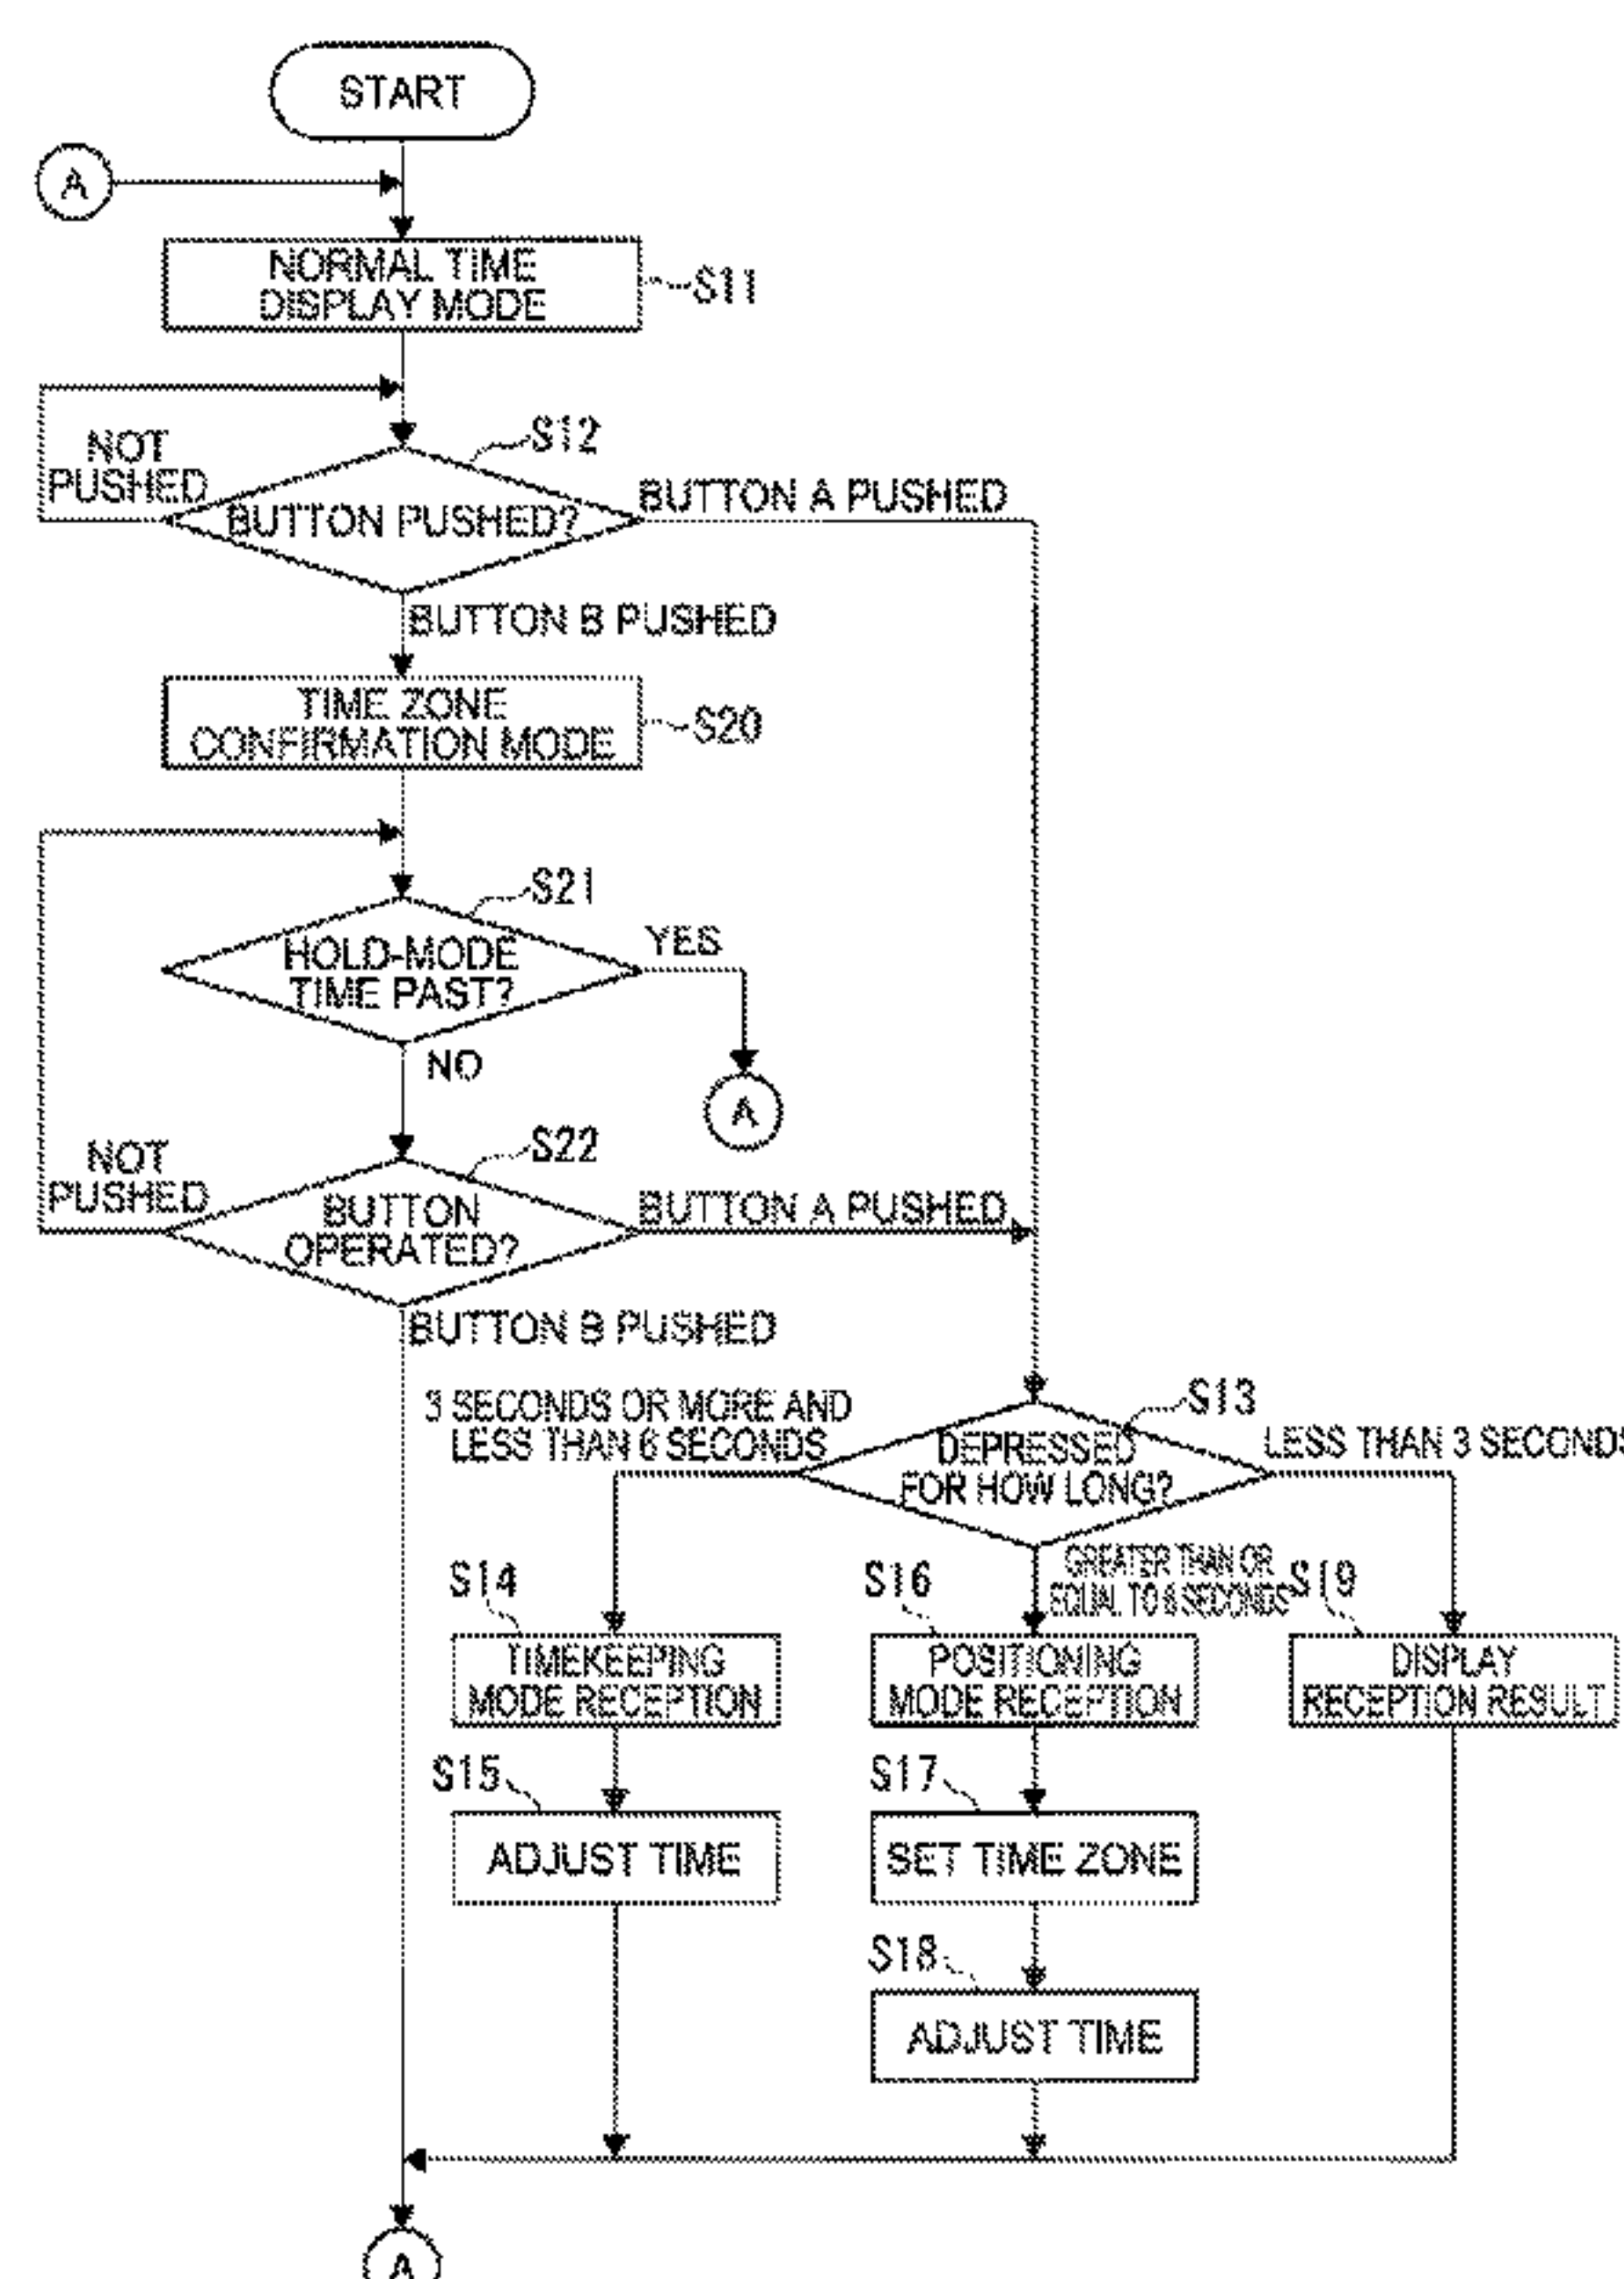 START
A
NORMAL TIME
DISPLAY MODE
S11
S12
NOT
PUSHED
BUTTON PUSHED?
BUTTON A PUSHED
BUTTON B PUSHED
TIME ZONE
CONFIRMATION MODE
S20
S21
HOLD-MODE
TIME PAST?
YES
NO
A
S22
NOT
PUSHED
BUTTON
OPERATED?
BUTTON A PUSHED
BUTTON B PUSHED
3 SECONDS OR MORE AND
LESS THAN 6 SECONDS
S13
DEPRESSED
FOR HOW LONG?
LESS THAN 3 SECONDS
GREATER THAN OR
EQUAL TO 6 SECONDS
S14
S16
S19
TIMEKEEPING
MODE RECEPTION
POSITIONING
MODE RECEPTION
DISPLAY
RECEPTION RESULT
S15
S17
ADJUST TIME
SET TIME ZONE
S18
ADJUST TIME
A